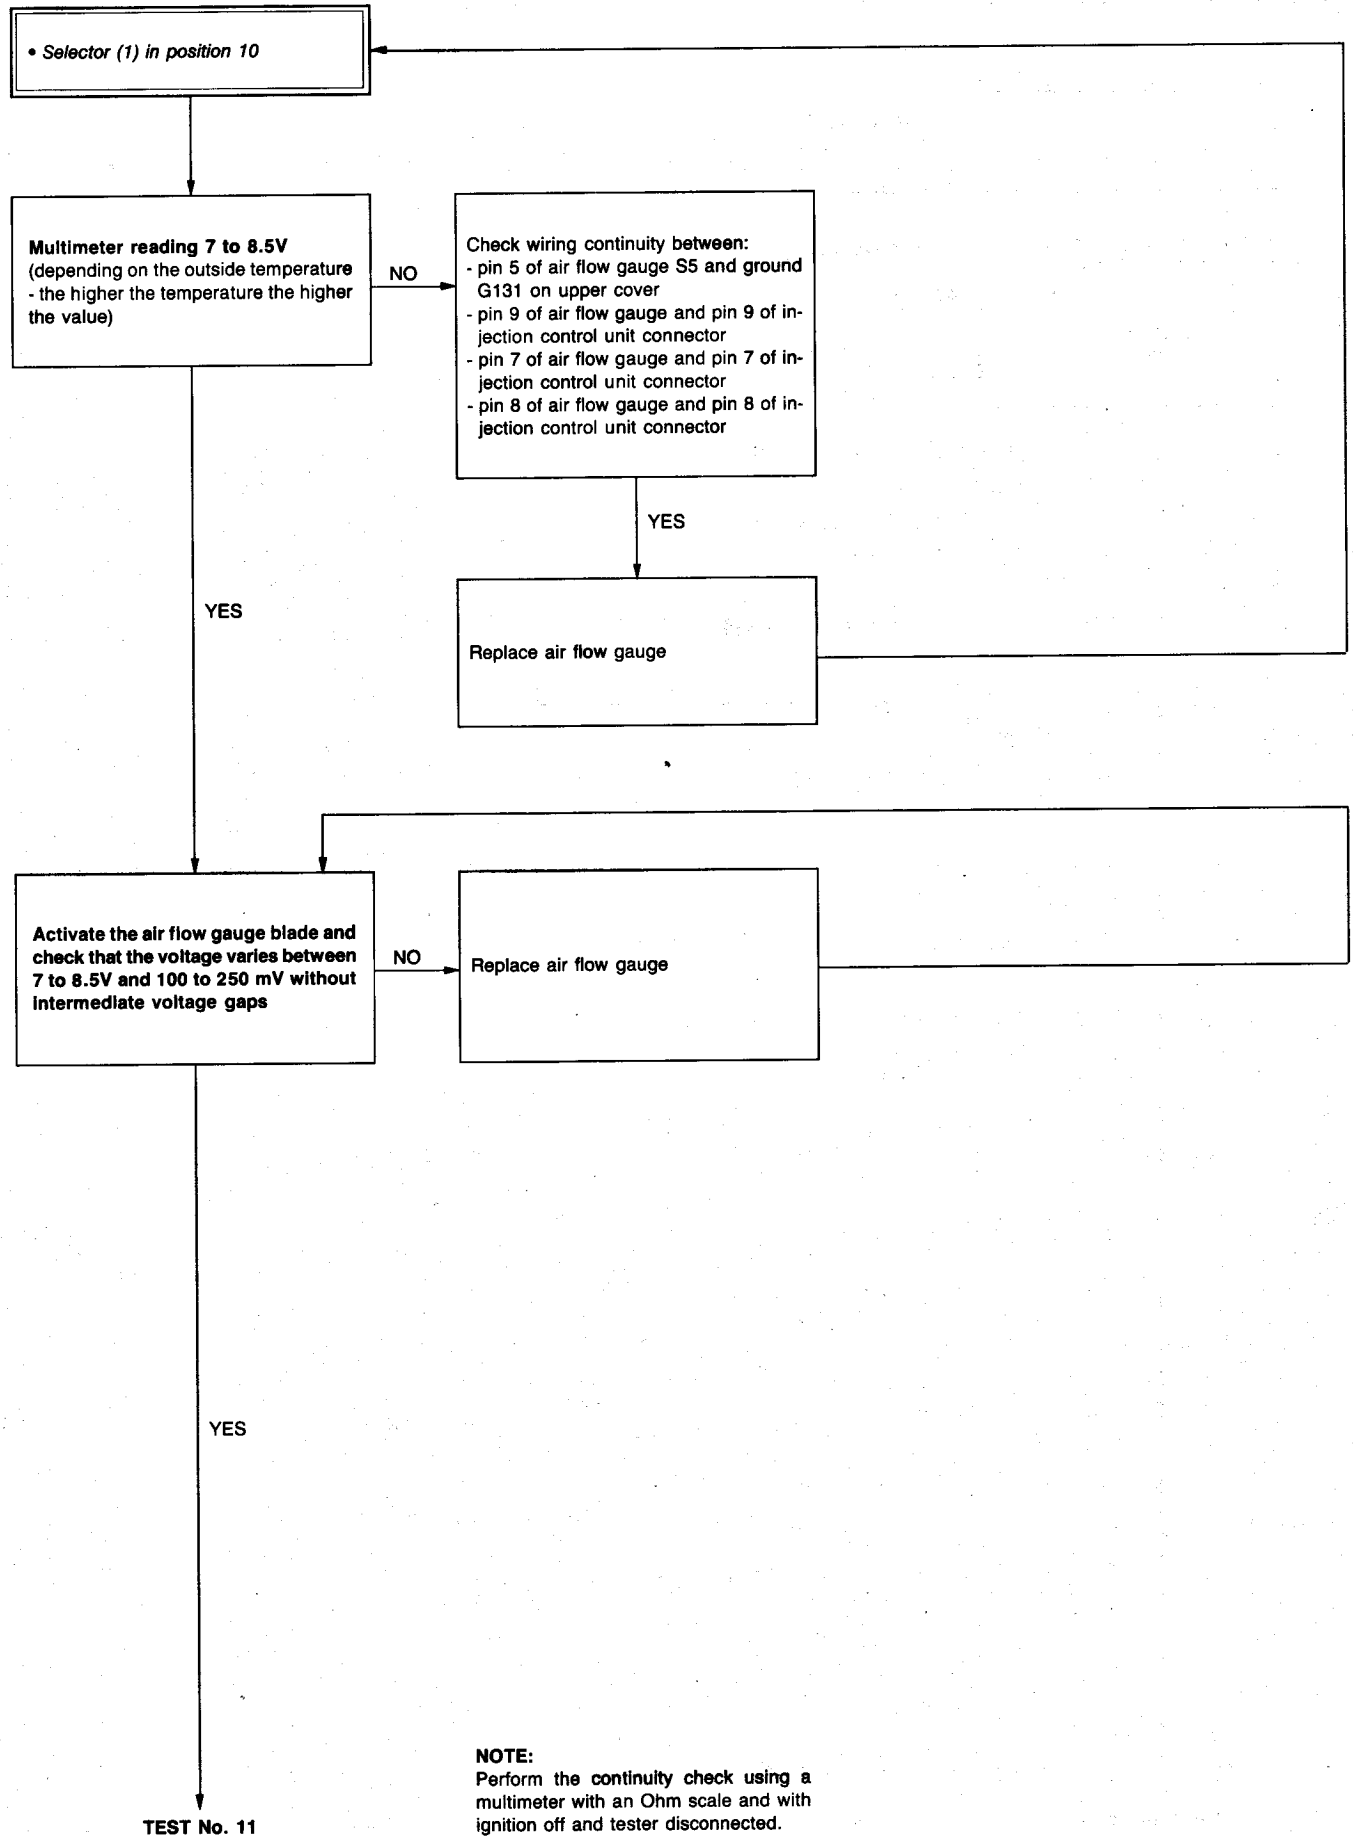 • Selector (1) in position 10
Multimeter reading 7 to 8.5V
(depending on the outside temperature
- the higher the temperature the higher
the value)
NO
Check wiring continuity between:
- pin 5 of air flow gauge S5 and ground
G131 on upper cover
- pin 9 of air flow gauge and pin 9 of in-
jection control unit connector
- pin 7 of air flow gauge and pin 7 of in-
jection control unit connector
- pin 8 of air flow gauge and pin 8 of in-
jection control unit connector
YES
YES
Replace air flow gauge
Activate the air flow gauge blade and
check that the voltage varies between
7 to 8.5V and 100 to 250 mV without
intermediate voltage gaps
NO
Replace air flow gauge
YES
NOTE:
Perform the continuity check using a
multimeter with an Ohm scale and with
ignition off and tester disconnected.
TEST No. 11